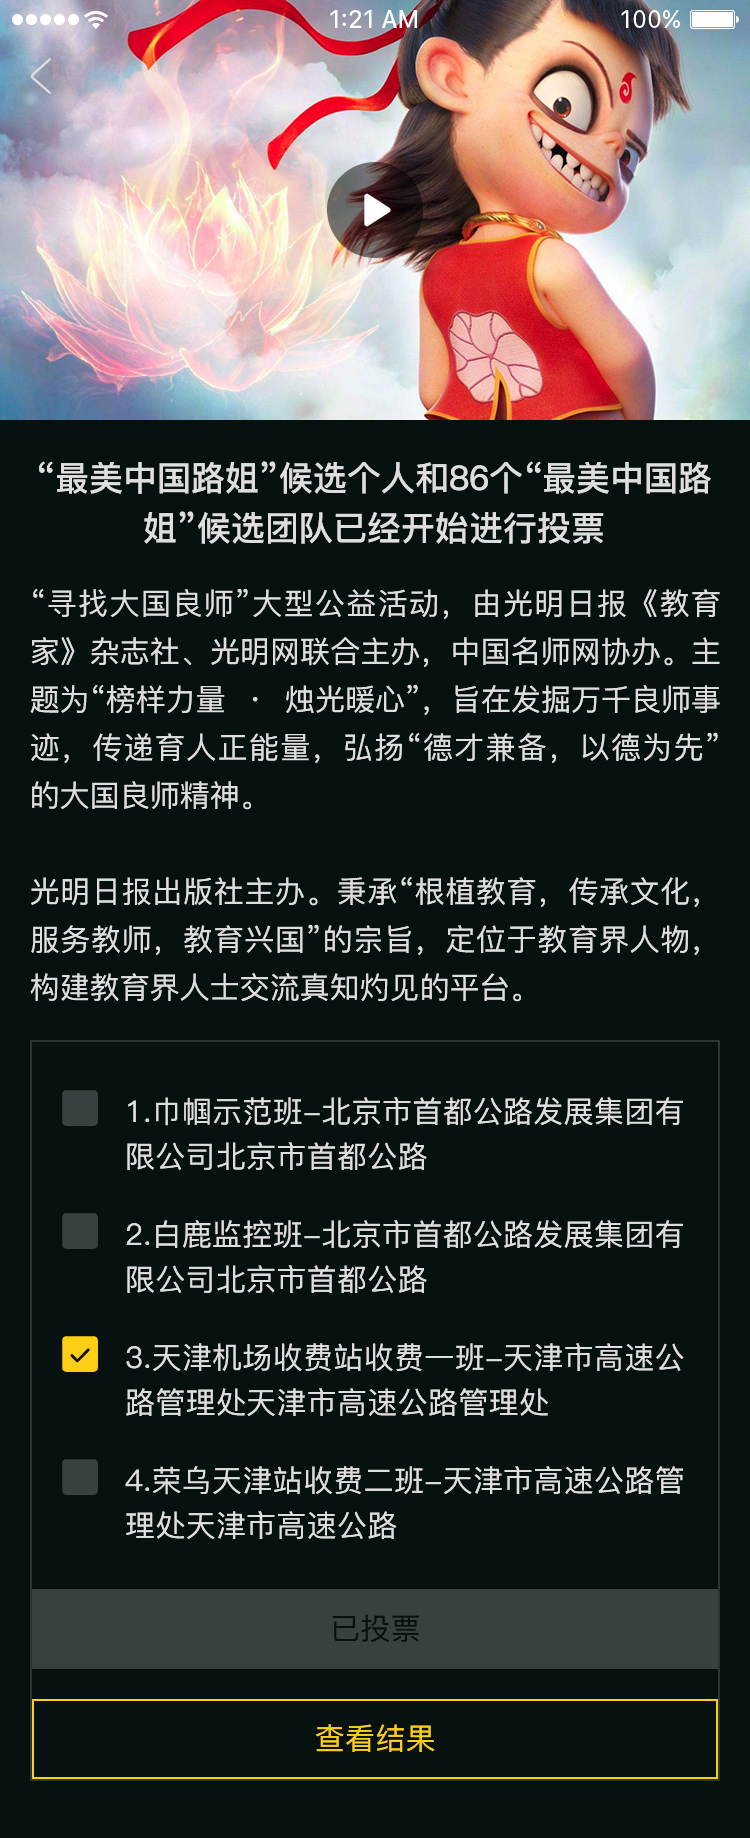 1:21 AM
100%
“最美中国路姐”候选个人和86个“最美中国路
姐”候选团队已经开始进行投票
“寻找大国良师”大型公益活动，由光明日报《教育
家》杂志社、光明网联合主办，中国名师网协办。主
题为“榜样力量 · 烛光暖心”，旨在发掘万千良师事
迹，传递育人正能量，弘扬“德才兼备，以德为先”
的大国良师精神。
光明日报出版社主办。秉承“根植教育，传承文化，
服务教师，教育兴国”的宗旨，定位于教育界人物，
构建教育界人士交流真知灼见的平台。
1.巾帼示范班–北京市首都公路发展集团有
限公司北京市首都公路
2.白鹿监控班–北京市首都公路发展集团有
限公司北京市首都公路
3.天津机场收费站收费一班–天津市高速公
路管理处天津市高速公路管理处
4.荣乌天津站收费二班–天津市高速公路管
理处天津市高速公路
已投票
查看结果